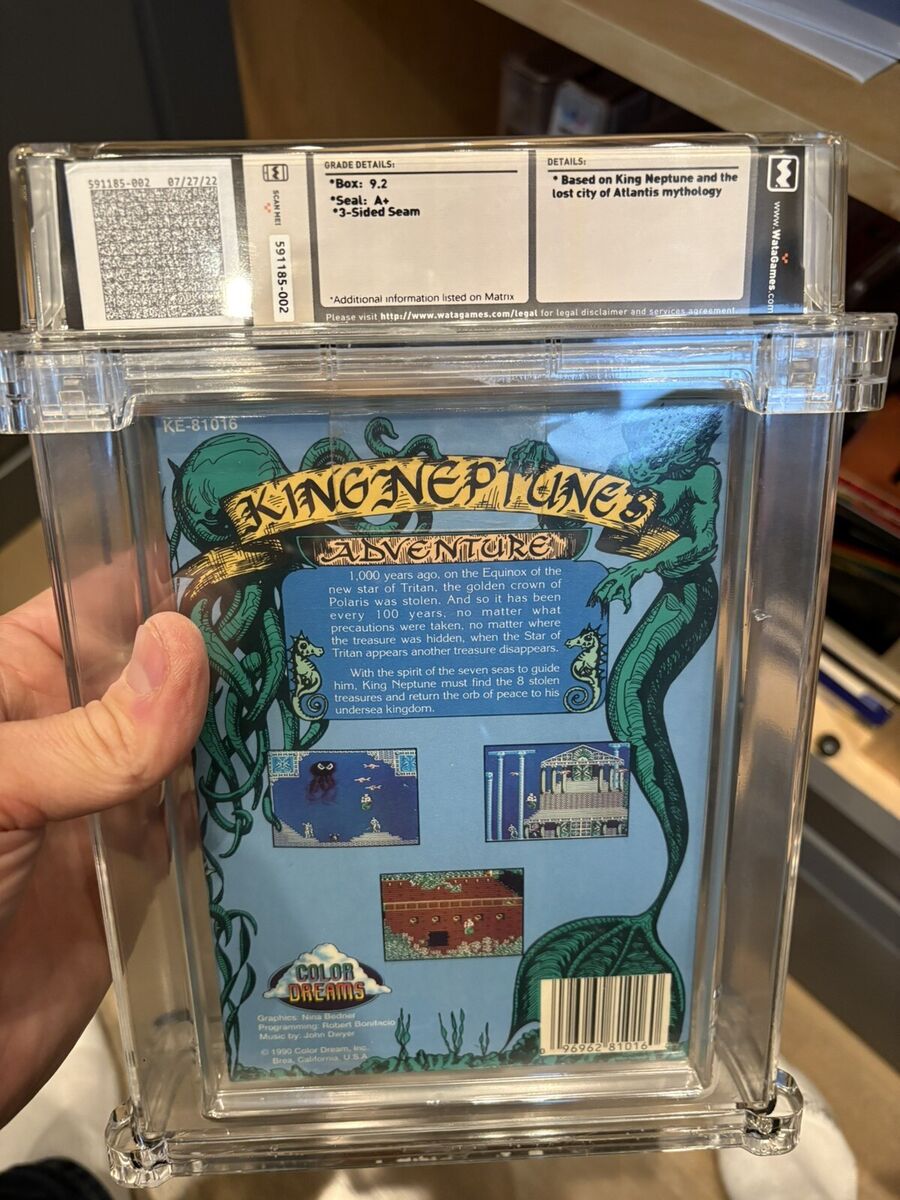 591185-002 07/27/22
SCAN ME!
591185-002
GRADE DETAILS:
*Box: 9.2
*Seal: A+
*3-Sided Seam
*Additional information listed on Matrix
DETAILS:
* Based on King Neptune and the
lost city of Atlantis mythology
www.WataGames.com
Please visit http://www.watagames.com/legal for legal disclaimer and services agreement.
KE-81016
KING NEPTUNE'S
ADVENTURE
1,000 years ago, on the Equinox of the
new star of Tritan, the golden crown of
Polaris was stolen. And so it has been
every 100 years, no matter what
precautions were taken, no matter where
the treasure was hidden, when the Star of
Tritan appears another treasure disappears.
With the spirit of the seven seas to guide
him, King Neptune must find the 8 stolen
treasures and return the orb of peace to his
undersea kingdom.
COLOR
DREAMS
Graphics: Nina Bedner
Programming: Robert Bonifacio
Music by: John Dwyer
© 1990 Color Dream, Inc.
Brea, California, U.S.A
0 96962 81016